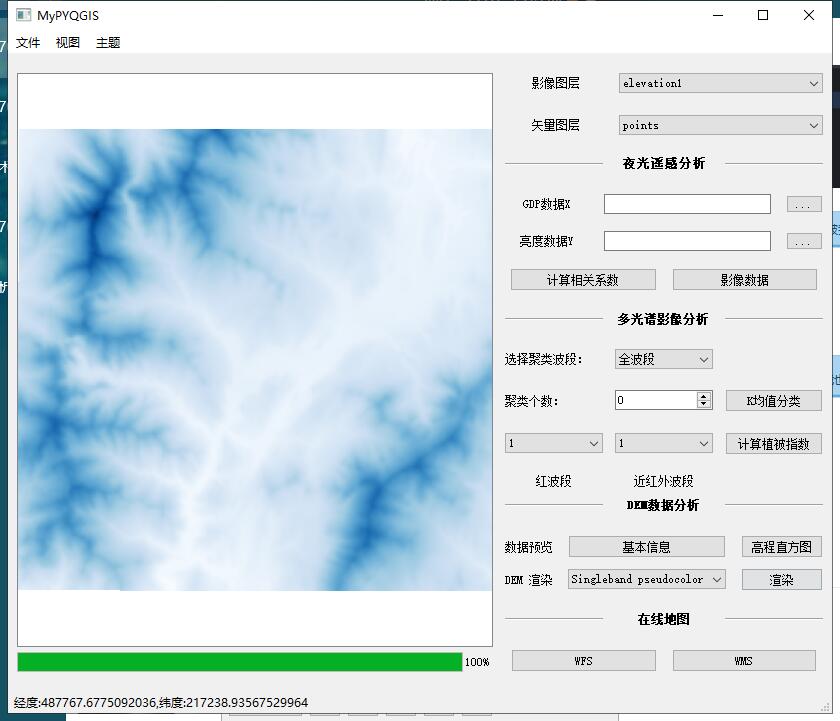 MyPYQGIS
文件 视图 主题
影像图层 elevation1
矢量图层 points
夜光遥感分析
GDP数据X ...
亮度数据Y ...
计算相关系数 影像数据
多光谱影像分析
选择聚类波段: 全波段
聚类个数: 0 K均值分类
1 1 计算植被指数
红波段 近红外波段
DEM数据分析
数据预览 基本信息 高程直方图
DEM 渲染 Singleband pseudocolor 渲染
在线地图
WFS WMS
100%
经度:487767.6775092036,纬度:217238.93567529964